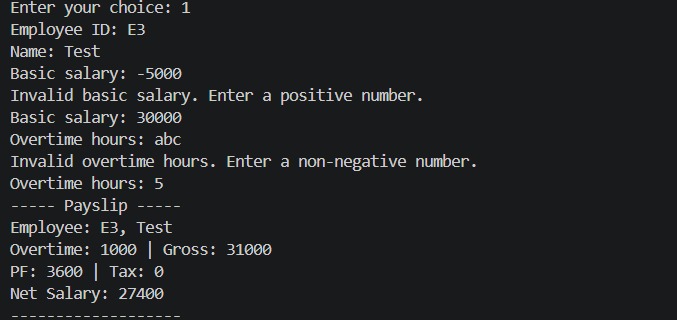 Enter your choice: 1
Employee ID: E3
Name: Test
Basic salary: -5000
Invalid basic salary. Enter a positive number.
Basic salary: 30000
Overtime hours: abc
Invalid overtime hours. Enter a non-negative number.
Overtime hours: 5
----- Payslip -----
Employee: E3, Test
Overtime: 1000 | Gross: 31000
PF: 3600 | Tax: 0
Net Salary: 27400
-------------------